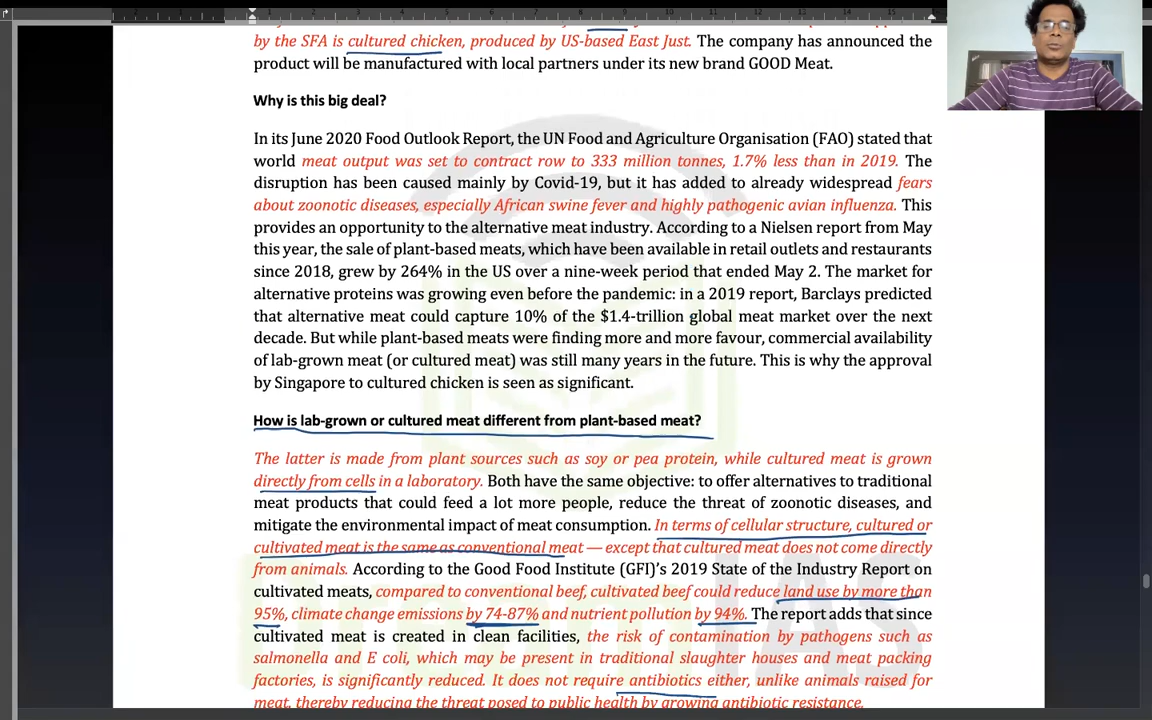 by the SFA is cultured chicken, produced by US-based East Just. The company has announced the
product will be manufactured with local partners under its new brand GOOD Meat.
Why is this big deal?
In its June 2020 Food Outlook Report, the UN Food and Agriculture Organisation (FAO) stated that
world meat output was set to contract row to 333 million tonnes, 1.7% less than in 2019. The
disruption has been caused mainly by Covid-19, but it has added to already widespread fears
about zoonotic diseases, especially African swine fever and highly pathogenic avian influenza. This
provides an opportunity to the alternative meat industry. According to a Nielsen report from May
this year, the sale of plant-based meats, which have been available in retail outlets and restaurants
since 2018, grew by 264% in the US over a nine-week period that ended May 2. The market for
alternative proteins was growing even before the pandemic: in a 2019 report, Barclays predicted
that alternative meat could capture 10% of the $1.4-trillion global meat market over the next
decade. But while plant-based meats were finding more and more favour, commercial availability
of lab-grown meat (or cultured meat) was still many years in the future. This is why the approval
by Singapore to cultured chicken is seen as significant.
How is lab-grown or cultured meat different from plant-based meat?
The latter is made from plant sources such as soy or pea protein, while cultured meat is grown
directly from cells in a laboratory. Both have the same objective: to offer alternatives to traditional
meat products that could feed a lot more people, reduce the threat of zoonotic diseases, and
mitigate the environmental impact of meat consumption. In terms of cellular structure, cultured or
cultivated meat is the same as conventional meat — except that cultured meat does not come directly
from animals. According to the Good Food Institute (GFI)'s 2019 State of the Industry Report on
cultivated meats, compared to conventional beef, cultivated beef could reduce land use by more than
95%, climate change emissions by 74-87% and nutrient pollution by 94%. The report adds that since
cultivated meat is created in clean facilities, the risk of contamination by pathogens such as
salmonella and E coli, which may be present in traditional slaughter houses and meat packing
factories, is significantly reduced. It does not require antibiotics either, unlike animals raised for
meat, thereby reducing the threat posed to public health by growing antibiotic resistance.
IAS